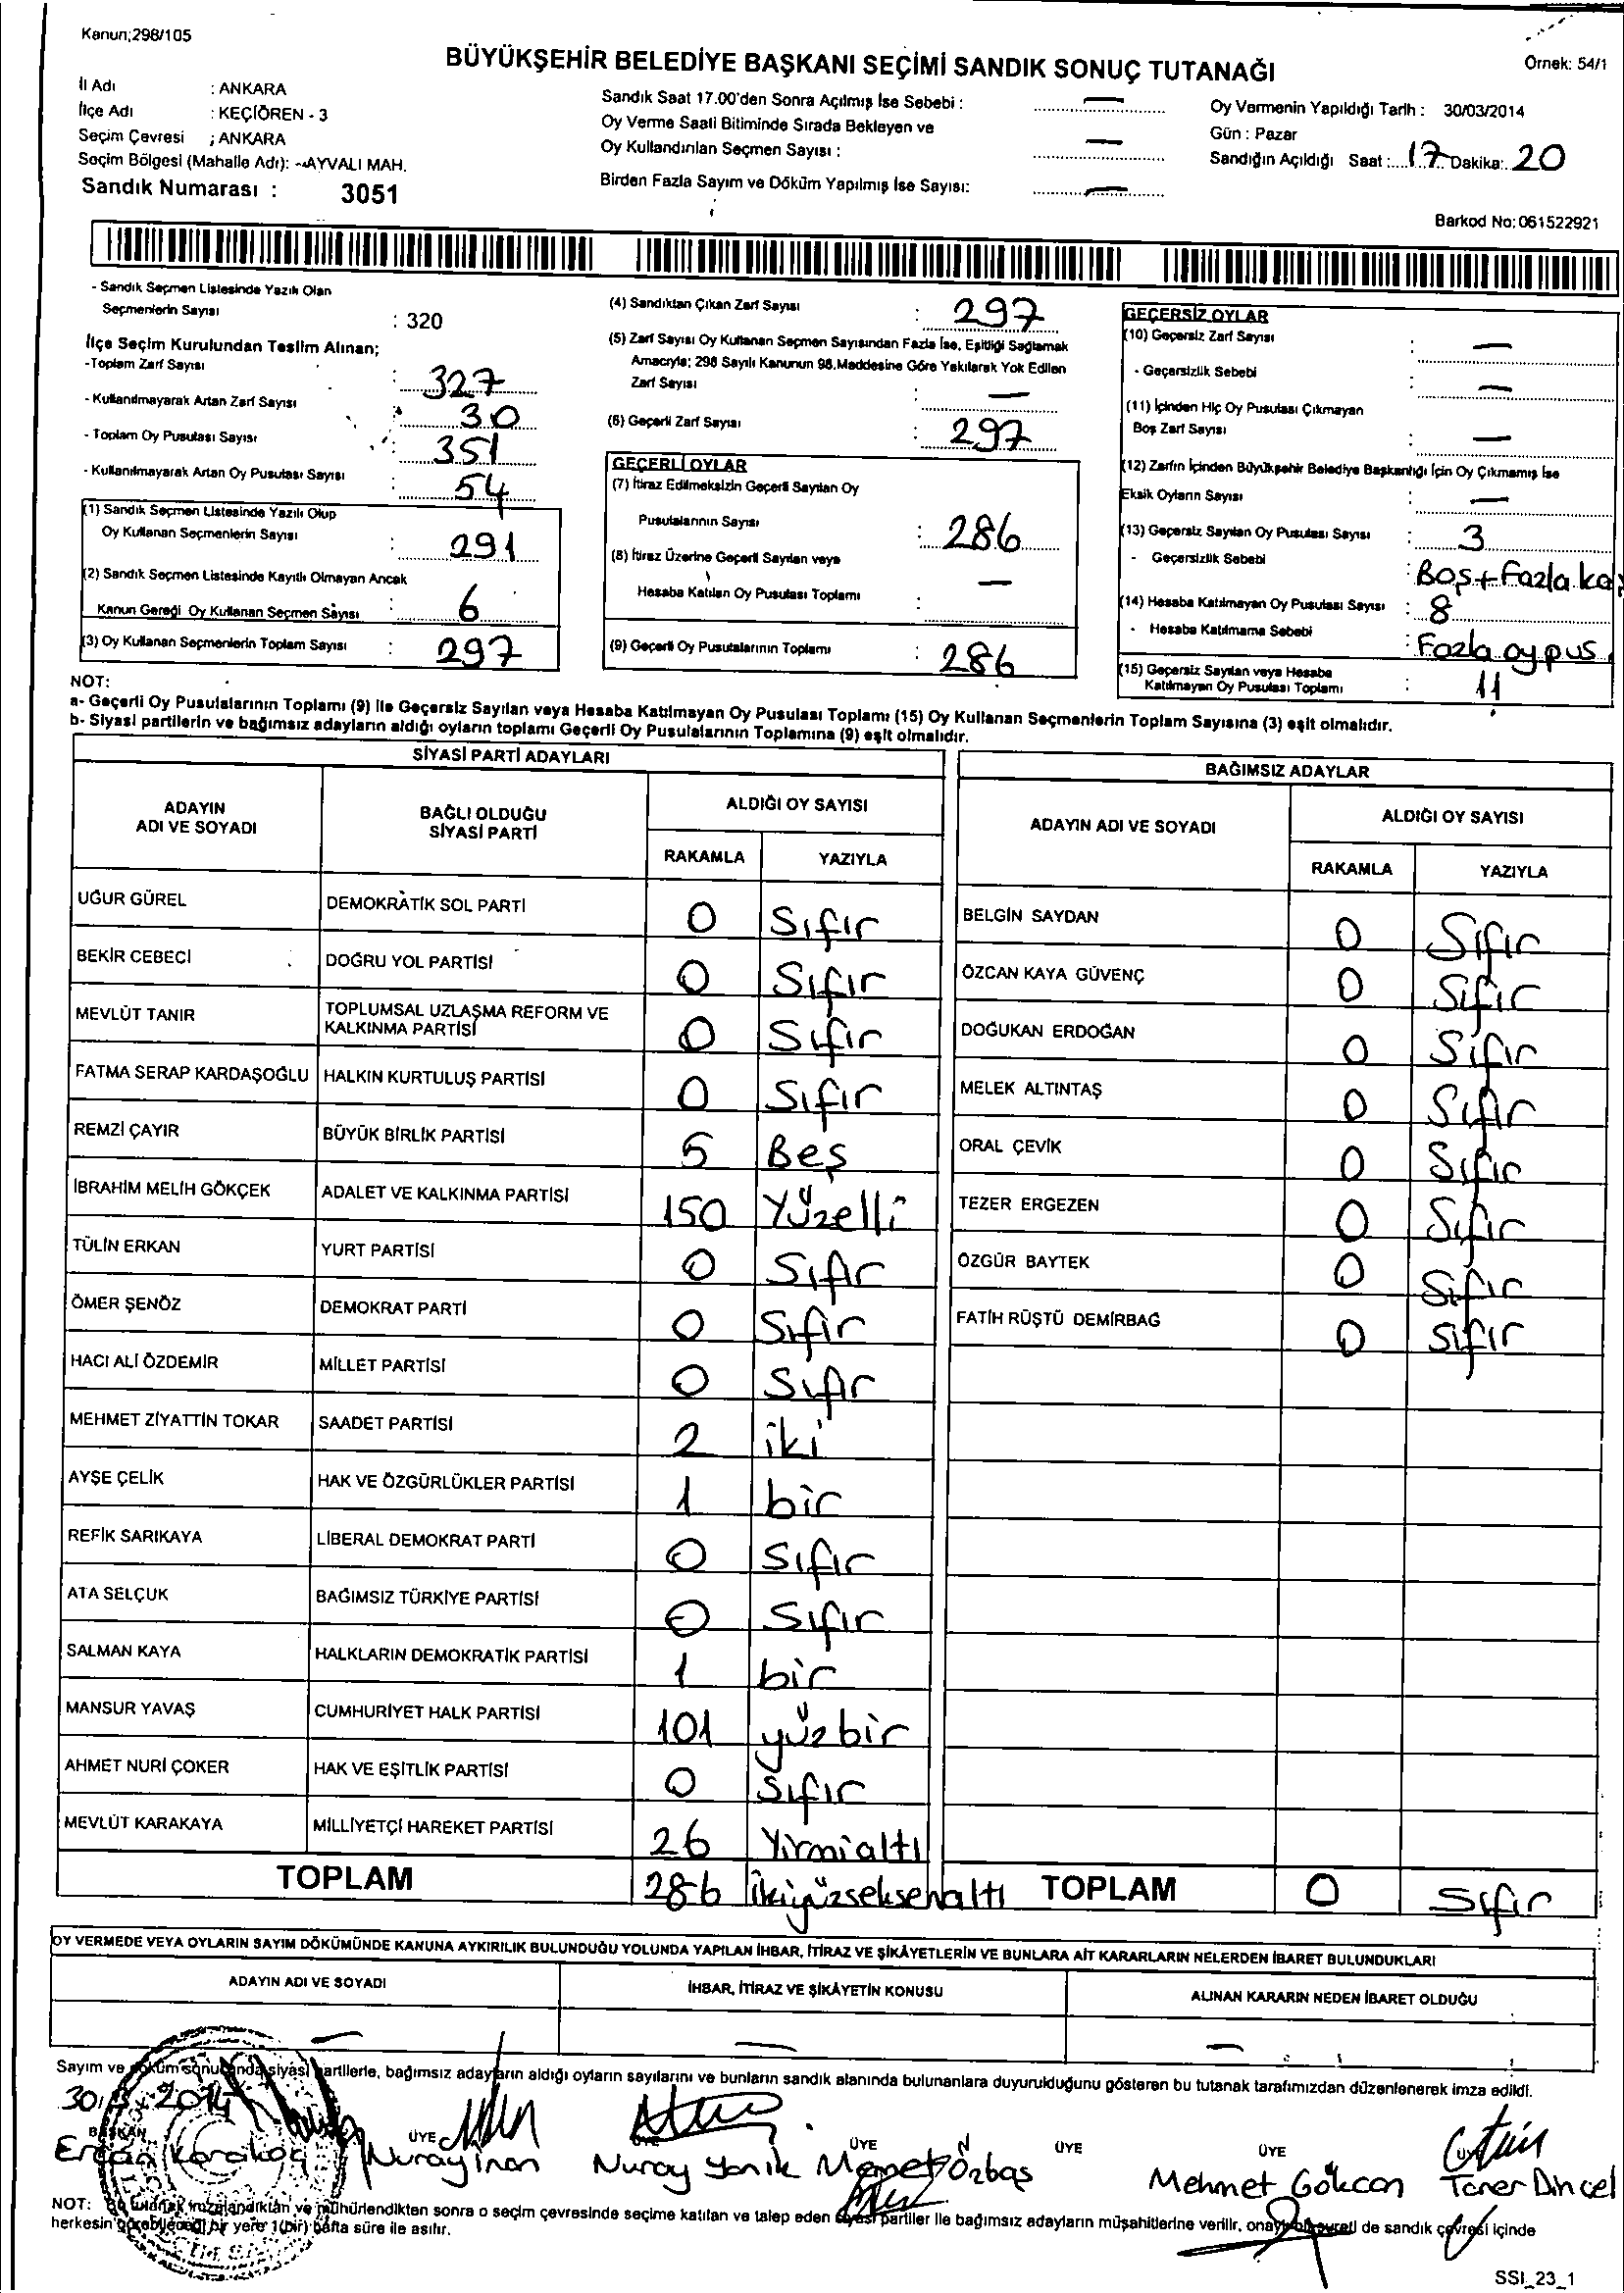 Kanun;298/105
BÜYÜKŞEHİR BELEDİYE BAŞKANI SEÇİMİ SANDIK SONUÇ TUTANAĞI
Örnek: 54/1
İl Adı : ANKARA
İlçe Adı : KEÇİÖREN - 3
Seçim Çevresi ; ANKARA
Seçim Bölgesi (Mahalle Adı): --AYVALI MAH.
Sandık Numarası : 3051
Sandık Saat 17.00'den Sonra Açılmış İse Sebebi : —
Oy Verme Saati Bitiminde Sırada Bekleyen ve
Oy Kullandırılan Seçmen Sayısı : —
Birden Fazla Sayım ve Döküm Yapılmış İse Sayısı: —
Oy Vermenin Yapıldığı Tarih : 30/03/2014
Gün : Pazar
Sandığın Açıldığı Saat : 17 Dakika: 20
Barkod No: 061522921
- Sandık Seçmen Listesinde Yazılı Olan
Seçmenlerin Sayısı : 320
İlçe Seçim Kurulundan Teslim Alınan;
-Toplam Zarf Sayısı : 327
- Kullanılmayarak Artan Zarf Sayısı : 30
- Toplam Oy Pusulası Sayısı : 351
- Kullanılmayarak Artan Oy Pusulası Sayısı : 54
(1) Sandık Seçmen Listesinde Yazılı Olup
Oy Kullanan Seçmenlerin Sayısı : 291
(2) Sandık Seçmen Listesinde Kayıtlı Olmayan Ancak
Kanun Gereği Oy Kullanan Seçmen Sayısı : 6
(3) Oy Kullanan Seçmenlerin Toplam Sayısı : 297
(4) Sandıktan Çıkan Zarf Sayısı : 297
(5) Zarf Sayısı Oy Kullanan Seçmen Sayısından Fazla İse, Eşitliği Sağlamak
Amacıyla; 298 Sayılı Kanunun 98.Maddesine Göre Yakılarak Yok Edilen
Zarf Sayısı : —
(6) Geçerli Zarf Sayısı : 297
GEÇERLİ OYLAR
(7) İtiraz Edilmeksizin Geçerli Sayılan Oy
Pusulalarının Sayısı : 286
(8) İtiraz Üzerine Geçerli Sayılan veya
Hesaba Katılan Oy Pusulası Toplamı : —
(9) Geçerli Oy Pusulalarının Toplamı : 286
GEÇERSİZ OYLAR
(10) Geçersiz Zarf Sayısı : —
- Geçersizlik Sebebi : —
(11) İçinden Hiç Oy Pusulası Çıkmayan
Boş Zarf Sayısı : —
(12) Zarfın İçinden Büyükşehir Belediye Başkanlığı İçin Oy Çıkmamış İse
Eksik Oyların Sayısı : —
(13) Geçersiz Sayılan Oy Pusulası Sayısı : 3
- Geçersizlik Sebebi : Boş+Fazla ka
(14) Hesaba Katılmayan Oy Pusulası Sayısı : 8
- Hesaba Katılmama Sebebi : Fazla oy pus.
(15) Geçersiz Sayılan veya Hesaba
Katılmayan Oy Pusulası Toplamı : 11
NOT:
a- Geçerli Oy Pusulalarının Toplamı (9) ile Geçersiz Sayılan veya Hesaba Katılmayan Oy Pusulası Toplamı (15) Oy Kullanan Seçmenlerin Toplam Sayısına (3) eşit olmalıdır.
b- Siyasi partilerin ve bağımsız adayların aldığı oyların toplamı Geçerli Oy Pusulalarının Toplamına (9) eşit olmalıdır.
SİYASİ PARTİ ADAYLARI
ADAYIN ADI VE SOYADI BAĞLI OLDUĞU SİYASİ PARTİ ALDIĞI OY SAYISI
RAKAMLA YAZIYLA
UĞUR GÜREL DEMOKRATİK SOL PARTİ 0 Sıfır
BEKİR CEBECİ DOĞRU YOL PARTİSİ 0 Sıfır
MEVLÜT TANIR TOPLUMSAL UZLAŞMA REFORM VE KALKINMA PARTİSİ 0 Sıfır
FATMA SERAP KARDAŞOĞLU HALKIN KURTULUŞ PARTİSİ 0 Sıfır
REMZİ ÇAYIR BÜYÜK BİRLİK PARTİSİ 5 Beş
İBRAHİM MELİH GÖKÇEK ADALET VE KALKINMA PARTİSİ 150 Yüzelli
TÜLİN ERKAN YURT PARTİSİ 0 Sıfır
ÖMER ŞENÖZ DEMOKRAT PARTİ 0 Sıfır
HACI ALİ ÖZDEMİR MİLLET PARTİSİ 0 Sıfır
MEHMET ZİYATTİN TOKAR SAADET PARTİSİ 2 iki
AYŞE ÇELİK HAK VE ÖZGÜRLÜKLER PARTİSİ 1 bir
REFİK SARIKAYA LİBERAL DEMOKRAT PARTİ 0 Sıfır
ATA SELÇUK BAĞIMSIZ TÜRKİYE PARTİSİ 0 Sıfır
SALMAN KAYA HALKLARIN DEMOKRATİK PARTİSİ 1 bir
MANSUR YAVAŞ CUMHURİYET HALK PARTİSİ 101 yüzbir
AHMET NURİ ÇOKER HAK VE EŞİTLİK PARTİSİ 0 Sıfır
MEVLÜT KARAKAYA MİLLİYETÇİ HAREKET PARTİSİ 26 Yirmialtı
TOPLAM 286 İkiyüzseksenaltı
BAĞIMSIZ ADAYLAR
ADAYIN ADI VE SOYADI ALDIĞI OY SAYISI
RAKAMLA YAZIYLA
BELGİN SAYDAN 0 Sıfır
ÖZCAN KAYA GÜVENÇ 0 Sıfır
DOĞUKAN ERDOĞAN 0 Sıfır
MELEK ALTINTAŞ 0 Sıfır
ORAL ÇEVİK 0 Sıfır
TEZER ERGEZEN 0 Sıfır
ÖZGÜR BAYTEK 0 Sıfır
FATİH RÜŞTÜ DEMİRBAĞ 0 Sıfır
TOPLAM 0 Sıfır
OY VERMEDE VEYA OYLARIN SAYIM DÖKÜMÜNDE KANUNA AYKIRILIK BULUNDUĞU YOLUNDA YAPILAN İHBAR, İTİRAZ VE ŞİKÂYETLERİN VE BUNLARA AİT KARARLARIN NELERDEN İBARET BULUNDUKLARI
ADAYIN ADI VE SOYADI İHBAR, İTİRAZ VE ŞİKÂYETİN KONUSU ALINAN KARARIN NEDEN İBARET OLDUĞU
— — —
Sayım ve döküm sonucunda siyasi partilerle, bağımsız adayların aldığı oyların sayılarını ve bunların sandık alanında bulunanlara duyurulduğunu gösteren bu tutanak tarafımızdan düzenlenerek imza edildi.
30/3/2014
BAŞKAN ÜYE ÜYE ÜYE ÜYE ÜYE ÜYE
Ercan Karakoç Nuray İnan Nuray Yanik Memet Özbaş Mehmet Gökcan Taner Dinçel
NOT: Bu tutanak imzalandıktan ve mühürlendikten sonra o seçim çevresinde seçime katılan ve talep eden siyasi partiler ile bağımsız adayların müşahitlerine verilir, onaylı bir sureti de sandık çevresi içinde
herkesin görebileceği bir yere 1(bir) hafta süre ile asılır.
SSI_23_1